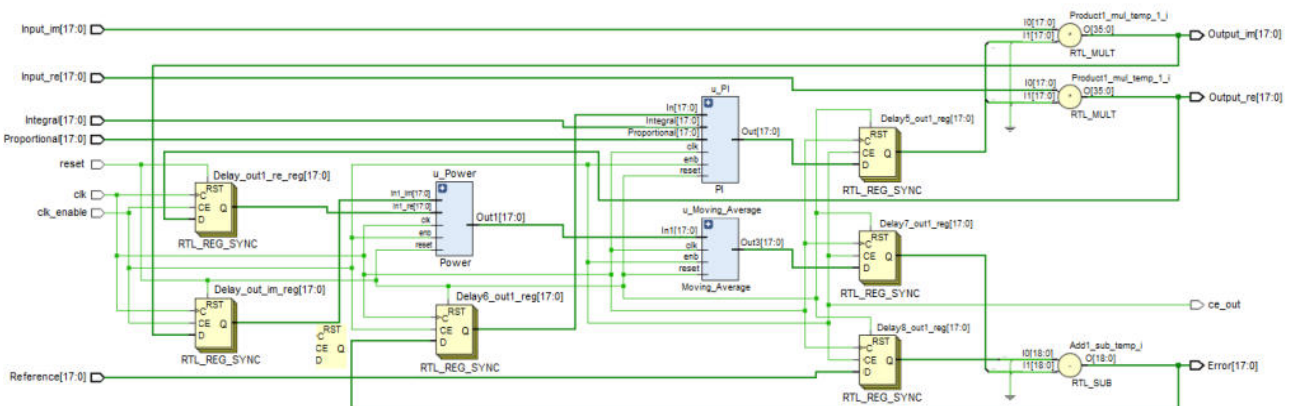 Product1_mul_temp_1_i
Input_im[17:0]
I0[17:0]
I1[17:0]
O[35:0]
Output_im[17:0]
RTL_MULT
Input_re[17:0]
Product1_mul_temp_1_i
I0[17:0]
I1[17:0]
O[35:0]
Output_re[17:0]
RTL_MULT
u_PI
In[17:0]
Integral[17:0]
Proportional[17:0]
clk
enb
reset
Out[17:0]
PI
Integral[17:0]
Proportional[17:0]
reset
clk
clk_enable
Delay5_out1_reg[17:0]
RST
C
CE
Q
D
RTL_REG_SYNC
Delay_out1_re_reg[17:0]
RST
C
CE
Q
D
RTL_REG_SYNC
u_Power
In1_im[17:0]
In1_re[17:0]
clk
enb
reset
Out1[17:0]
Power
u_Moving_Average
In1[17:0]
clk
enb
reset
Out3[17:0]
Moving_Average
Delay7_out1_reg[17:0]
RST
C
CE
Q
D
RTL_REG_SYNC
Delay_out_im_reg[17:0]
RST
C
CE
Q
D
RTL_REG_SYNC
RST
C
CE
Q
D
Delay6_out1_reg[17:0]
RST
C
CE
Q
D
RTL_REG_SYNC
ce_out
Delay8_out1_reg[17:0]
RST
C
CE
Q
D
RTL_REG_SYNC
Add1_sub_temp_i
I0[18:0]
I1[18:0]
O[18:0]
RTL_SUB
Reference[17:0]
Error[17:0]